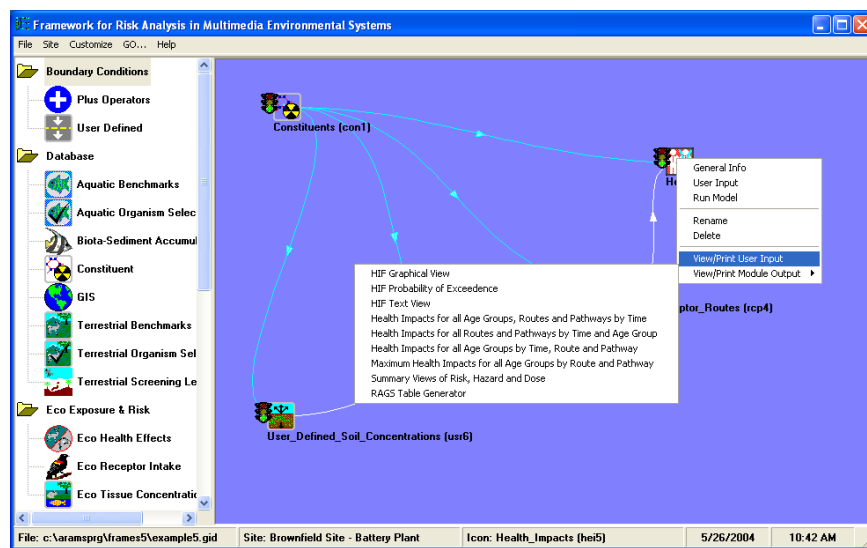 Framework for Risk Analysis in Multimedia Environmental Systems
File Site Customize GO... Help
Boundary Conditions
Plus Operators
User Defined
Database
Aquatic Benchmarks
Aquatic Organism Selec
Biota-Sediment Accumul
Constituent
GIS
Terrestrial Benchmarks
Terrestrial Organism Sel
Terrestrial Screening Le
Eco Exposure & Risk
Eco Health Effects
Eco Receptor Intake
Eco Tissue Concentratic
Constituents (con1)
He
General Info
User Input
Run Model
Rename
Delete
View/Print User Input
View/Print Module Output
ptor_Routes (rcp4)
HIF Graphical View
HIF Probability of Exceedence
HIF Text View
Health Impacts for all Age Groups, Routes and Pathways by Time
Health Impacts for all Routes and Pathways by Time and Age Group
Health Impacts for all Age Groups by Time, Route and Pathway
Maximum Health Impacts for all Age Groups by Route and Pathway
Summary Views of Risk, Hazard and Dose
RAGS Table Generator
User_Defined_Soil_Concentrations (usr6)
File: c:\aramsprg\frames5\example5.gid Site: Brownfield Site - Battery Plant Icon: Health_Impacts (hei5) 5/26/2004 10:42 AM